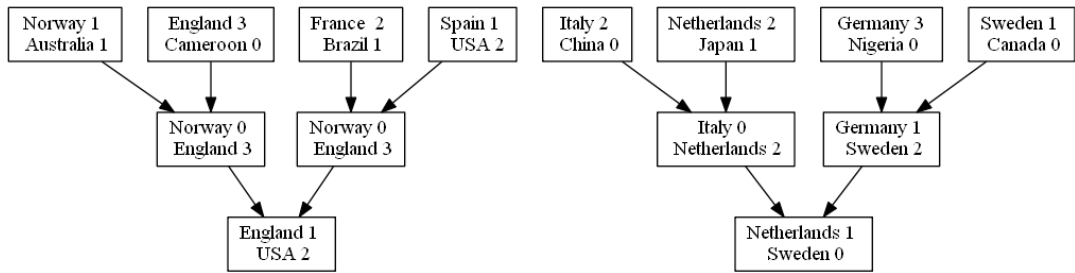 Norway 1
Australia 1
England 3
Cameroon 0
France 2
Brazil 1
Spain 1
USA 2
Italy 2
China 0
Netherlands 2
Japan 1
Germany 3
Nigeria 0
Sweden 1
Canada 0
Norway 0
England 3
Norway 0
England 3
Italy 0
Netherlands 2
Germany 1
Sweden 2
England 1
USA 2
Netherlands 1
Sweden 0